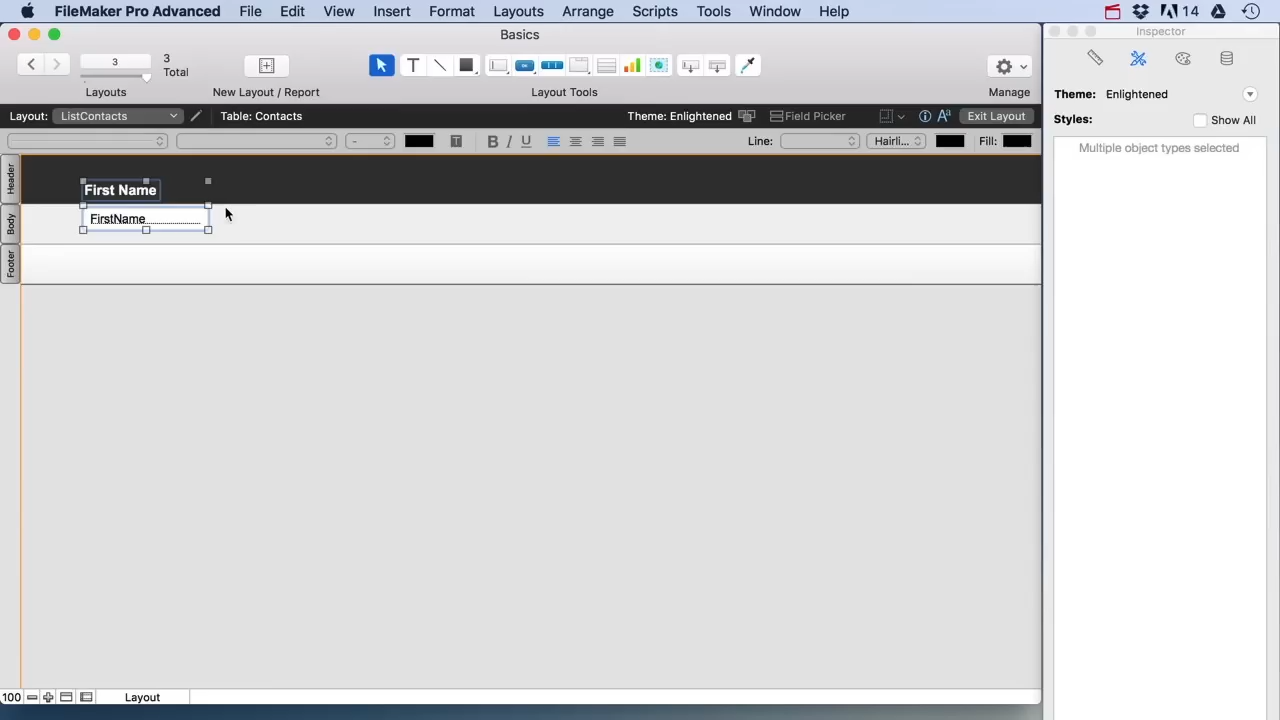 FileMaker Pro Advanced File Edit View Insert Format Layouts Arrange Scripts Tools Window Help 14
Basics
Inspector
3
3
Total
Layouts
New Layout / Report
Layout Tools
Manage
Layout: ListContacts
Table: Contacts
Theme: Enlightened
Field Picker
Exit Layout
-
B I U
Line:
Hairli...
Fill:
Theme: Enlightened
Styles:
Show All
Multiple object types selected
Header
First Name
Body
FirstName
Footer
100
Layout